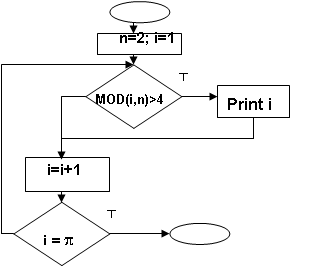 n=2; i=1
T
MOD(i,n)>4
Print i
i=i+1
T
i = π